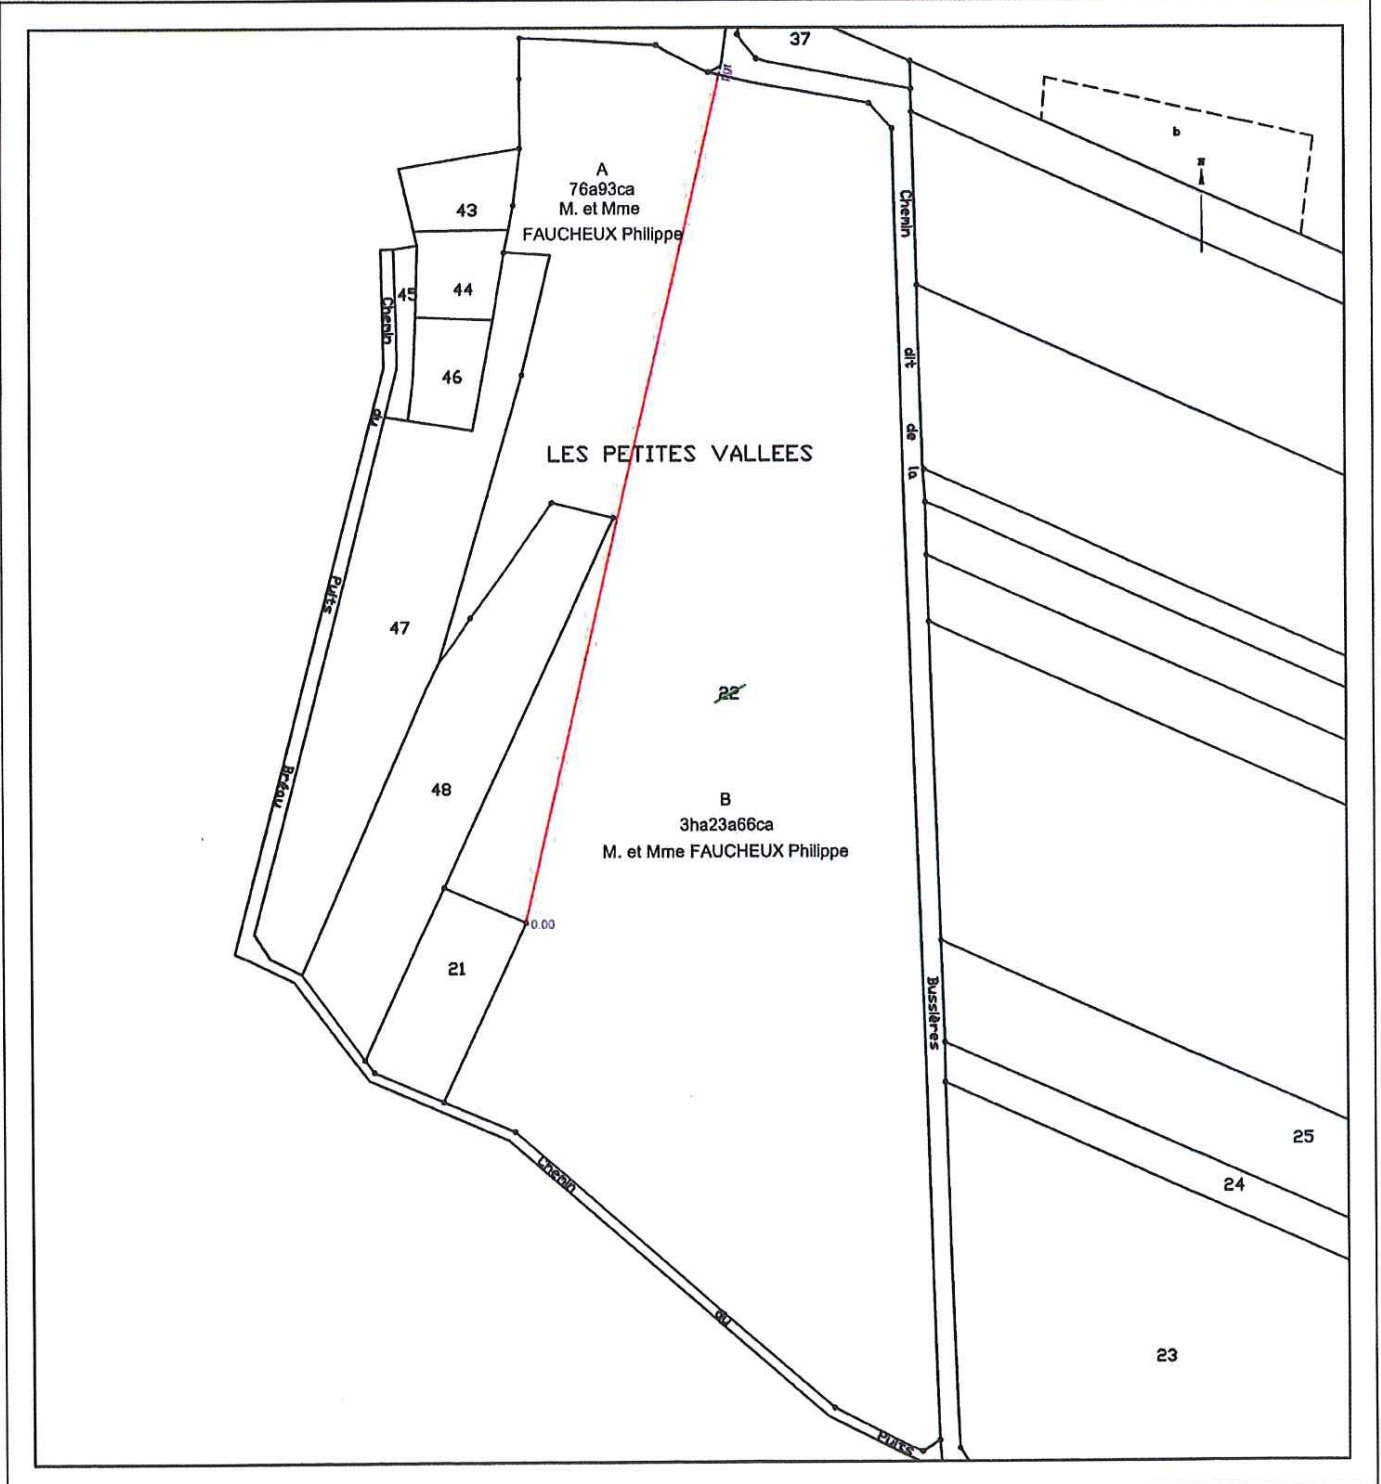 37
b
N
A
76a93ca
M. et Mme
FAUCHEUX Philippe
43
44
45
46
Chemin
du
Puits
Bréau
Chemin
dit
de
la
Bussières
LES PETITES VALLEES
47
22
48
B
3ha23a66ca
M. et Mme FAUCHEUX Philippe
0.00
21
25
24
23
Chemin
du
Puits